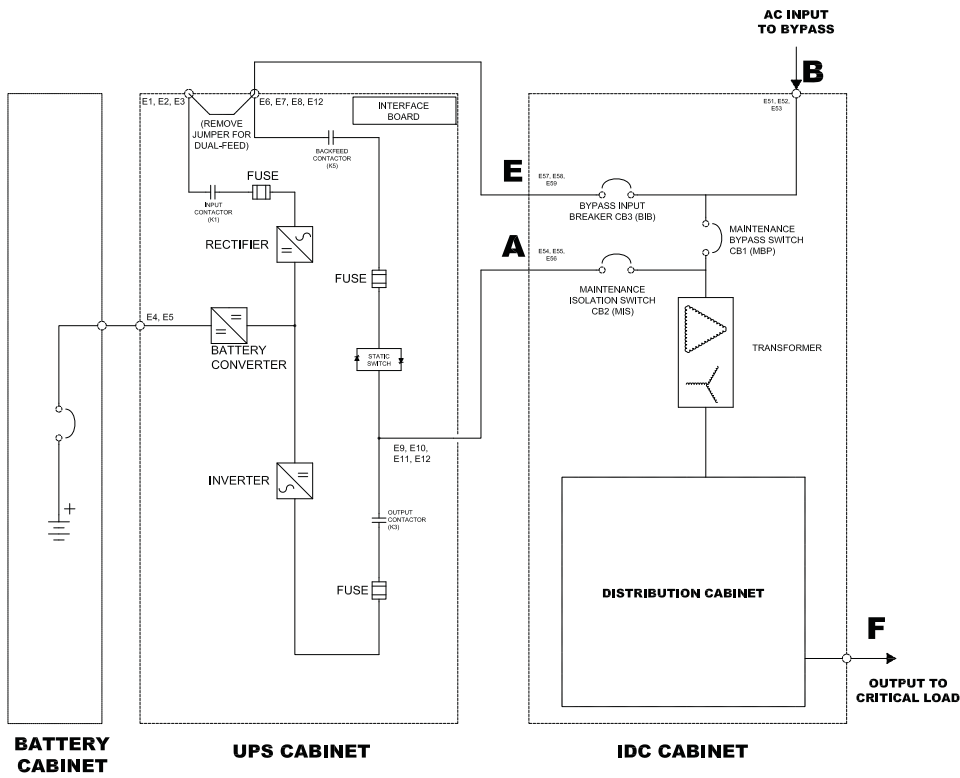 AC INPUT
TO BYPASS
B
E1, E2, E3
E6, E7, E8, E12
INTERFACE
BOARD
E51, E52,
E53
(REMOVE
JUMPER FOR
DUAL-FEED)
BACKFEED
CONTACTOR
(K5)
FUSE
INPUT
CONTACTOR
(K1)
E
E57, E58,
E59
BYPASS INPUT
BREAKER CB3 (BIB)
MAINTENANCE
BYPASS SWITCH
CB1 (MBP)
RECTIFIER
A
E54, E55,
E56
FUSE
MAINTENANCE
ISOLATION SWITCH
CB2 (MIS)
E4, E5
BATTERY
CONVERTER
STATIC
SWITCH
TRANSFORMER
E9, E10,
E11, E12
INVERTER
+
OUTPUT
CONTACTOR
(K3)
FUSE
DISTRIBUTION CABINET
F
OUTPUT TO
CRITICAL LOAD
BATTERY
CABINET
UPS CABINET
IDC CABINET